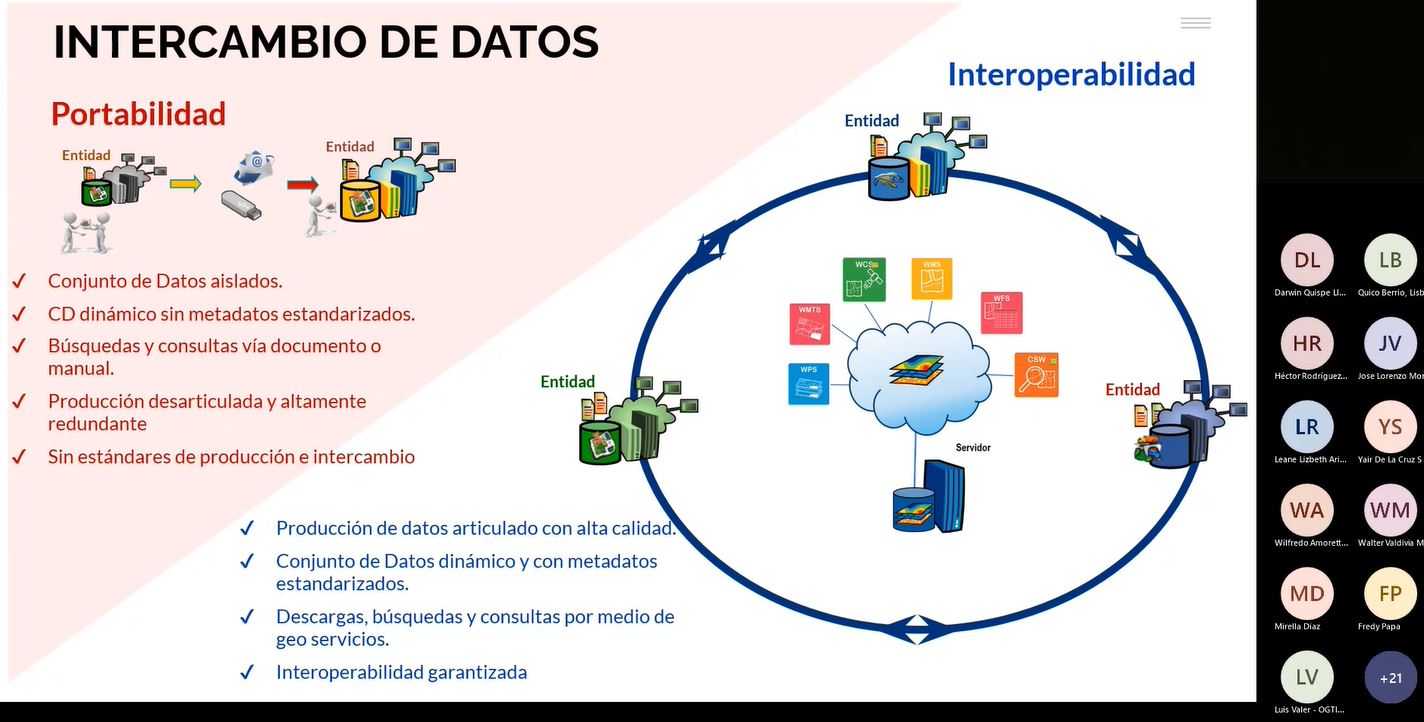 INTERCAMBIO DE DATOS
Interoperabilidad
Portabilidad
Entidad
Entidad
@
Entidad
✓ Conjunto de Datos aislados.
✓ CD dinámico sin metadatos estandarizados.
✓ Búsquedas y consultas vía documento o
manual.
✓ Producción desarticulada y altamente
redundante
✓ Sin estándares de producción e intercambio
WCS
WMS
WFS
WMTS
WPS
CSW
Entidad
Entidad
Servidor
✓ Producción de datos articulado con alta calidad.
✓ Conjunto de Datos dinámico y con metadatos
estandarizados.
✓ Descargas, búsquedas y consultas por medio de
geo servicios.
✓ Interoperabilidad garantizada
DL
Darwin Quispe Ll...
LB
Quico Berrio, Lisb
HR
Héctor Rodríguez...
JV
Jose Lorenzo Mor
LR
Leane Lizbeth Ari...
YS
Yair De La Cruz S
WA
Wilfredo Amorett...
WM
Walter Valdivia M
MD
Mirella Diaz
FP
Fredy Papa
LV
Luis Valer - OGTI...
+21